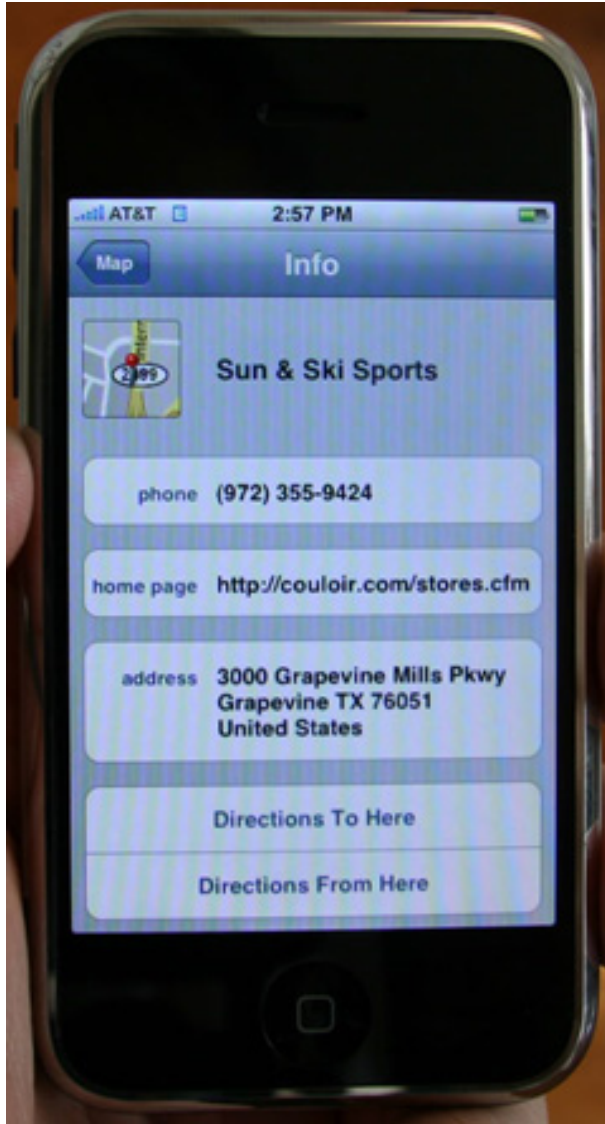 AT&T E 2:57 PM
Map Info
2499
Sun & Ski Sports
phone (972) 355-9424
home page http://couloir.com/stores.cfm
address 3000 Grapevine Mills Pkwy
Grapevine TX 76051
United States
Directions To Here
Directions From Here